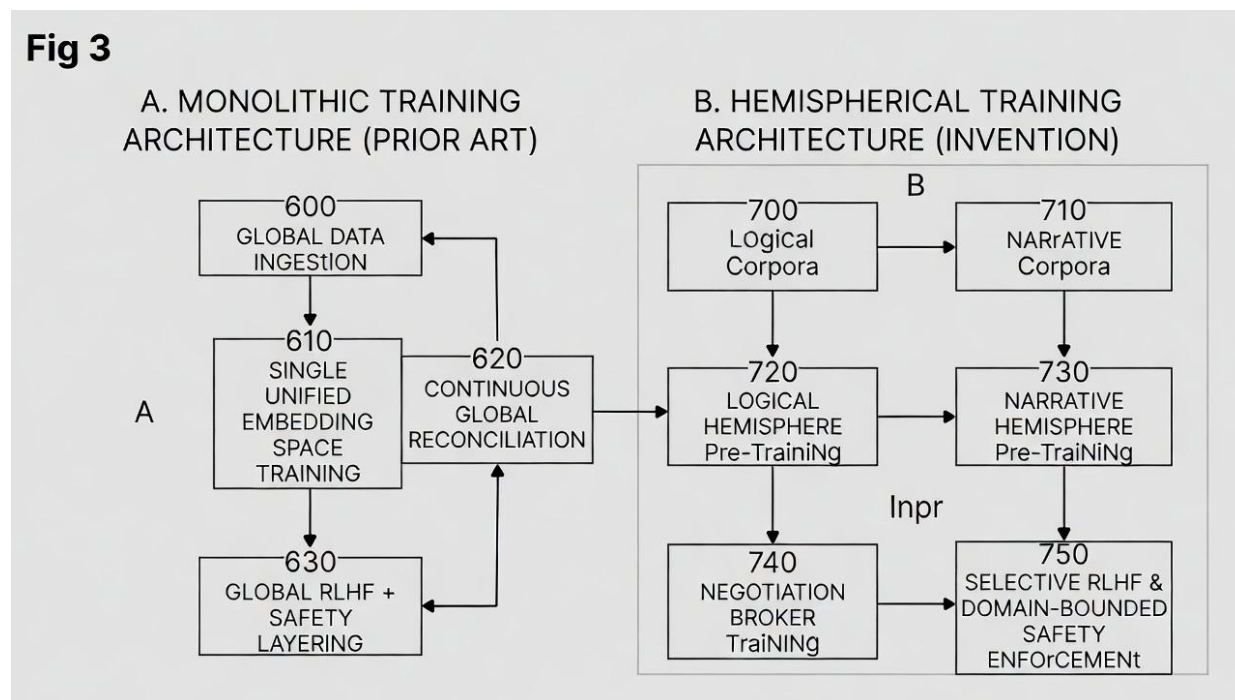 Fig 3
A. MONOLITHIC TRAINING
ARCHITECTURE (PRIOR ART)
600
GLOBAL DATA
INGEStION
610
SINGLE
UNIFIED
EMBEDDING
SPACE
TRAINING
620
CONTINUOUS
GLOBAL
RECONCILIATION
A
630
GLOBAL RLHF +
SAFETY
LAYERING
B. HEMISPHERICAL TRAINING
ARCHITECTURE (INVENTION)
B
700
LOgical
Corpora
710
NARrATIVE
Corpora
720
LOGICAL
HEMISPHERE
Pre-TrainiNg
730
NARRATIVE
HEMISPHERE
Pre-TraiNiNg
Inpr
740
NEGOTIATION
BROKER
TraiNINg
750
SELECTIVE RLHF &
DOMAIN-BOUNDED
SAFETY
ENFOrCEMENt